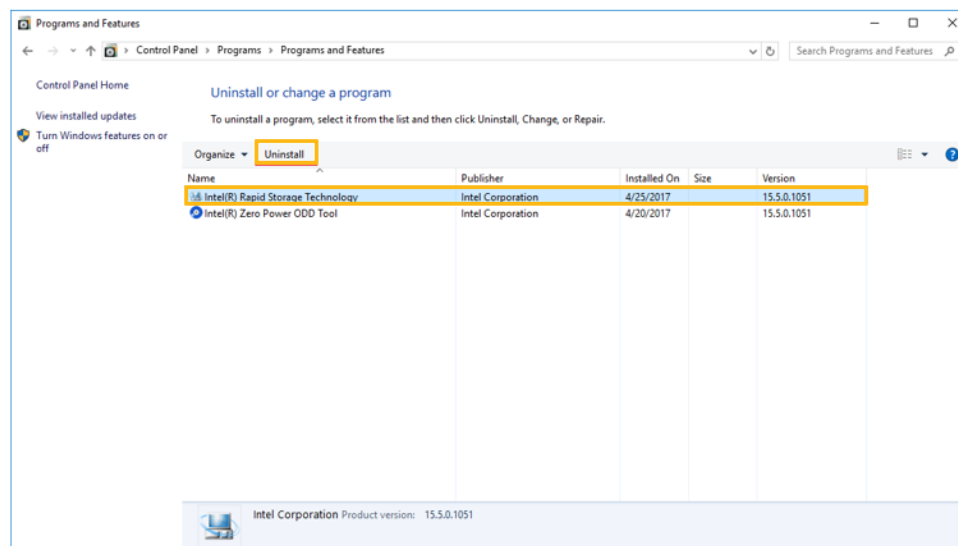 Programs and Features
Control Panel > Programs > Programs and Features
Search Programs and Features
Control Panel Home
View installed updates
Turn Windows features on or
off
Uninstall or change a program
To uninstall a program, select it from the list and then click Uninstall, Change, or Repair.
Organize Uninstall
Name Publisher Installed On Size Version
Intel(R) Rapid Storage Technology Intel Corporation 4/25/2017 15.5.0.1051
Intel(R) Zero Power ODD Tool Intel Corporation 4/20/2017 15.5.0.1051
Intel Corporation Product version: 15.5.0.1051